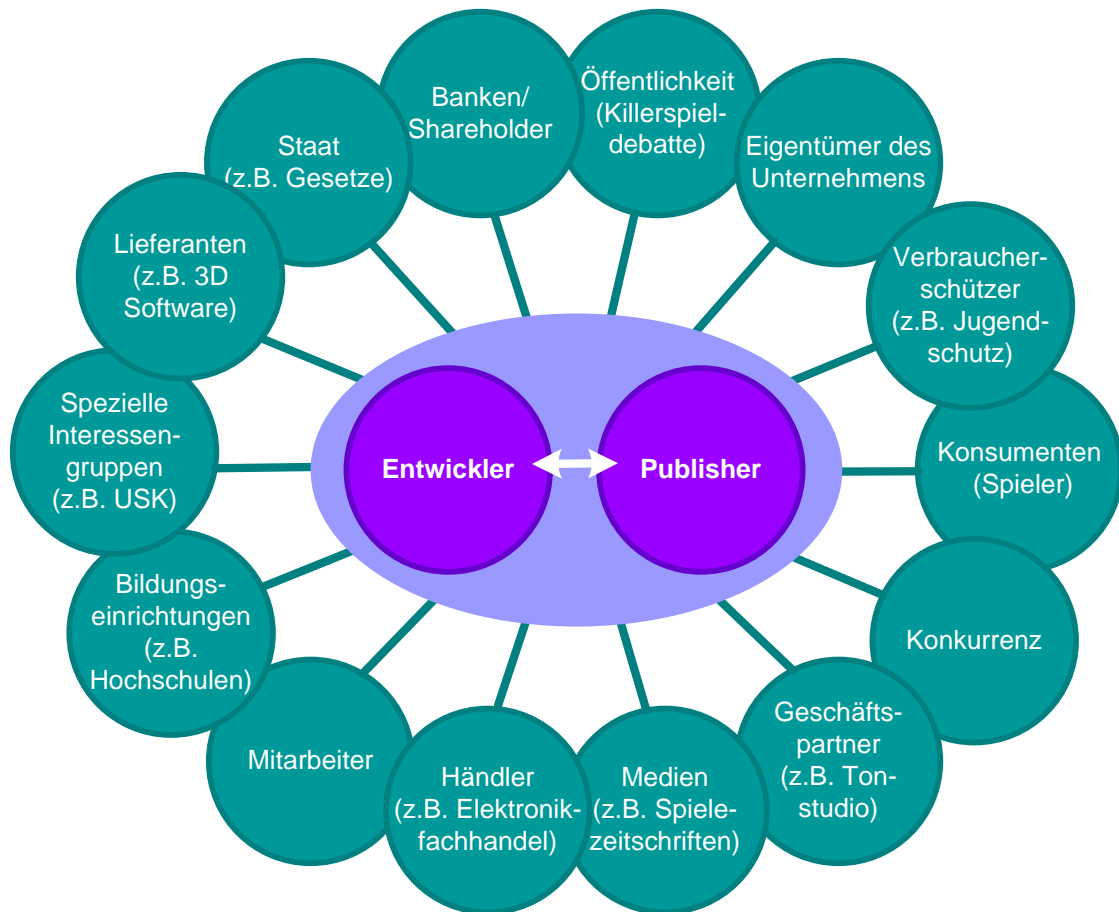 Öffentlichkeit
(Killerspiel-
debatte)
Banken/
Shareholder
Staat
(z.B. Gesetze)
Eigentümer des
Unternehmens
Lieferanten
(z.B. 3D
Software)
Verbraucher-
schützer
(z.B. Jugend-
schutz)
Spezielle
Interessen-
gruppen
(z.B. USK)
Entwickler
Publisher
Konsumenten
(Spieler)
Bildungs-
einrichtungen
(z.B.
Hochschulen)
Konkurrenz
Mitarbeiter
Geschäfts-
partner
(z.B. Ton-
studio)
Händler
(z.B. Elektronik-
fachhandel)
Medien
(z.B. Spiele-
zeitschriften)